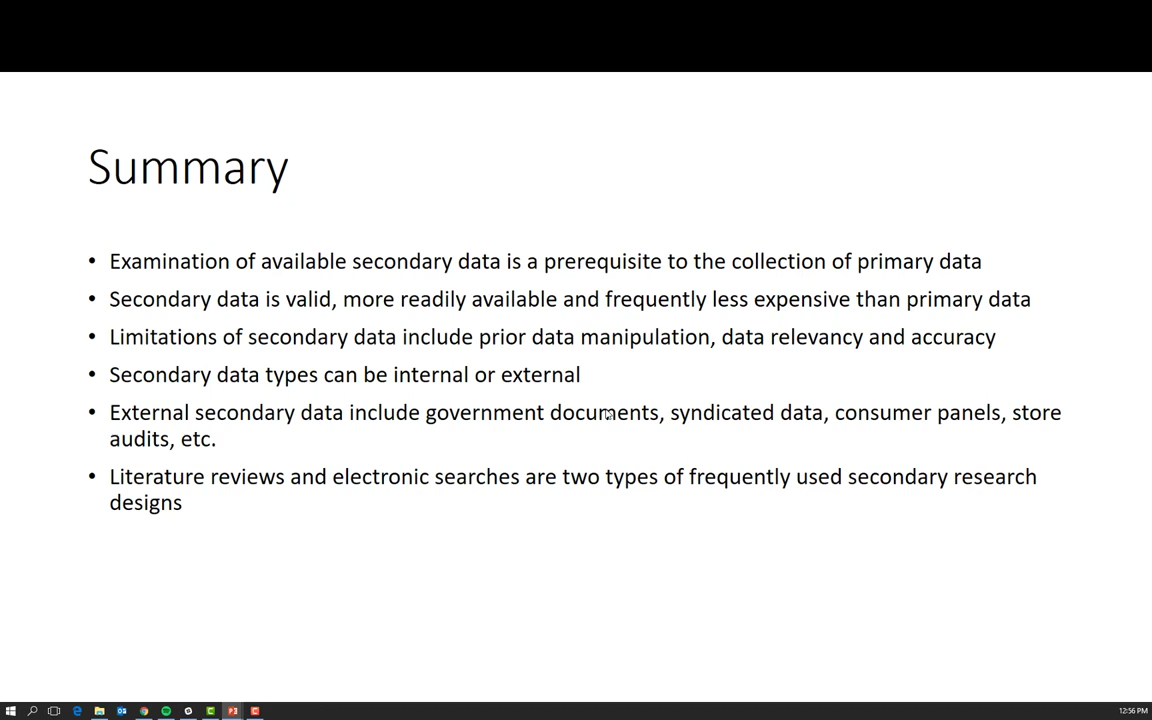 Summary
• Examination of available secondary data is a prerequisite to the collection of primary data
• Secondary data is valid, more readily available and frequently less expensive than primary data
• Limitations of secondary data include prior data manipulation, data relevancy and accuracy
• Secondary data types can be internal or external
• External secondary data include government documents, syndicated data, consumer panels, store
audits, etc.
• Literature reviews and electronic searches are two types of frequently used secondary research
designs
12:56 PM